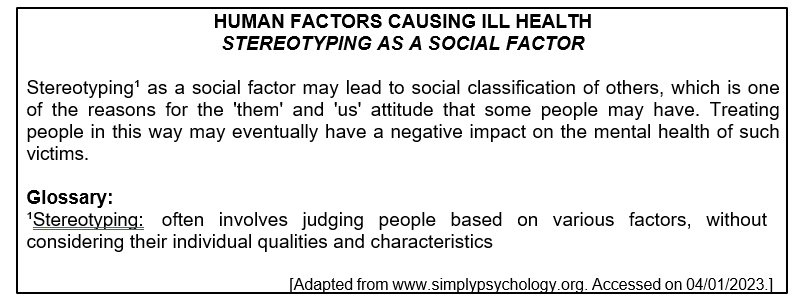 HUMAN FACTORS CAUSING ILL HEALTH
STEREOTYPING AS A SOCIAL FACTOR
Stereotyping¹ as a social factor may lead to social classification of others, which is one
of the reasons for the 'them' and 'us' attitude that some people may have. Treating
people in this way may eventually have a negative impact on the mental health of such
victims.
Glossary:
¹Stereotyping: often involves judging people based on various factors, without
considering their individual qualities and characteristics
[Adapted from www.simplypsychology.org. Accessed on 04/01/2023.]